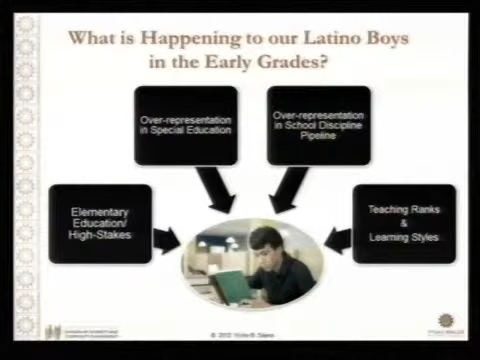 What is Happening to our Latino Boys
in the Early Grades?
Over-representation
in Special Education
Over-representation
in School Discipline
Pipeline
Elementary
Education/
High-Stakes
Teaching Ranks
&
Learning Styles
© 2012